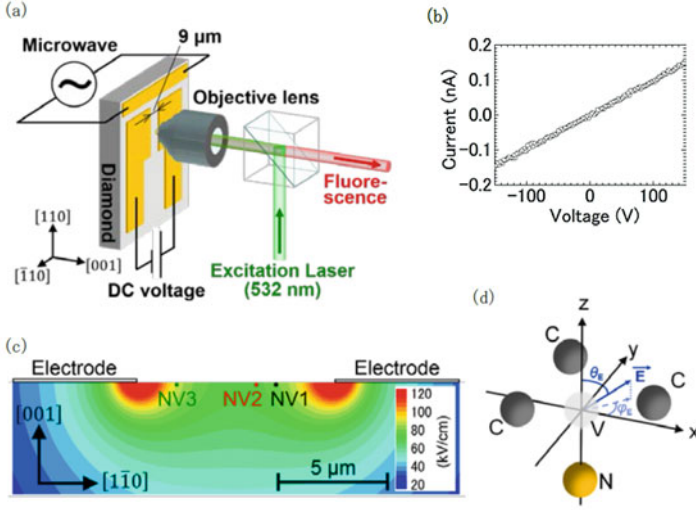 (a)
Microwave
9 μm
Objective lens
Diamond
Fluore-
scence
[110]
[001]
[1̄10]
DC voltage
Excitation Laser
(532 nm)
(b)
Current (nA)
0.2
0.1
0.0
-0.1
-0.2
-100
0
100
Voltage (V)
(c)
Electrode
Electrode
NV3
NV2
NV1
[001]
[11̄0]
5 μm
120
100
80
60
40
20
(kV/cm)
(d)
z
C
y
θE
E
C
φE
C
V
x
N